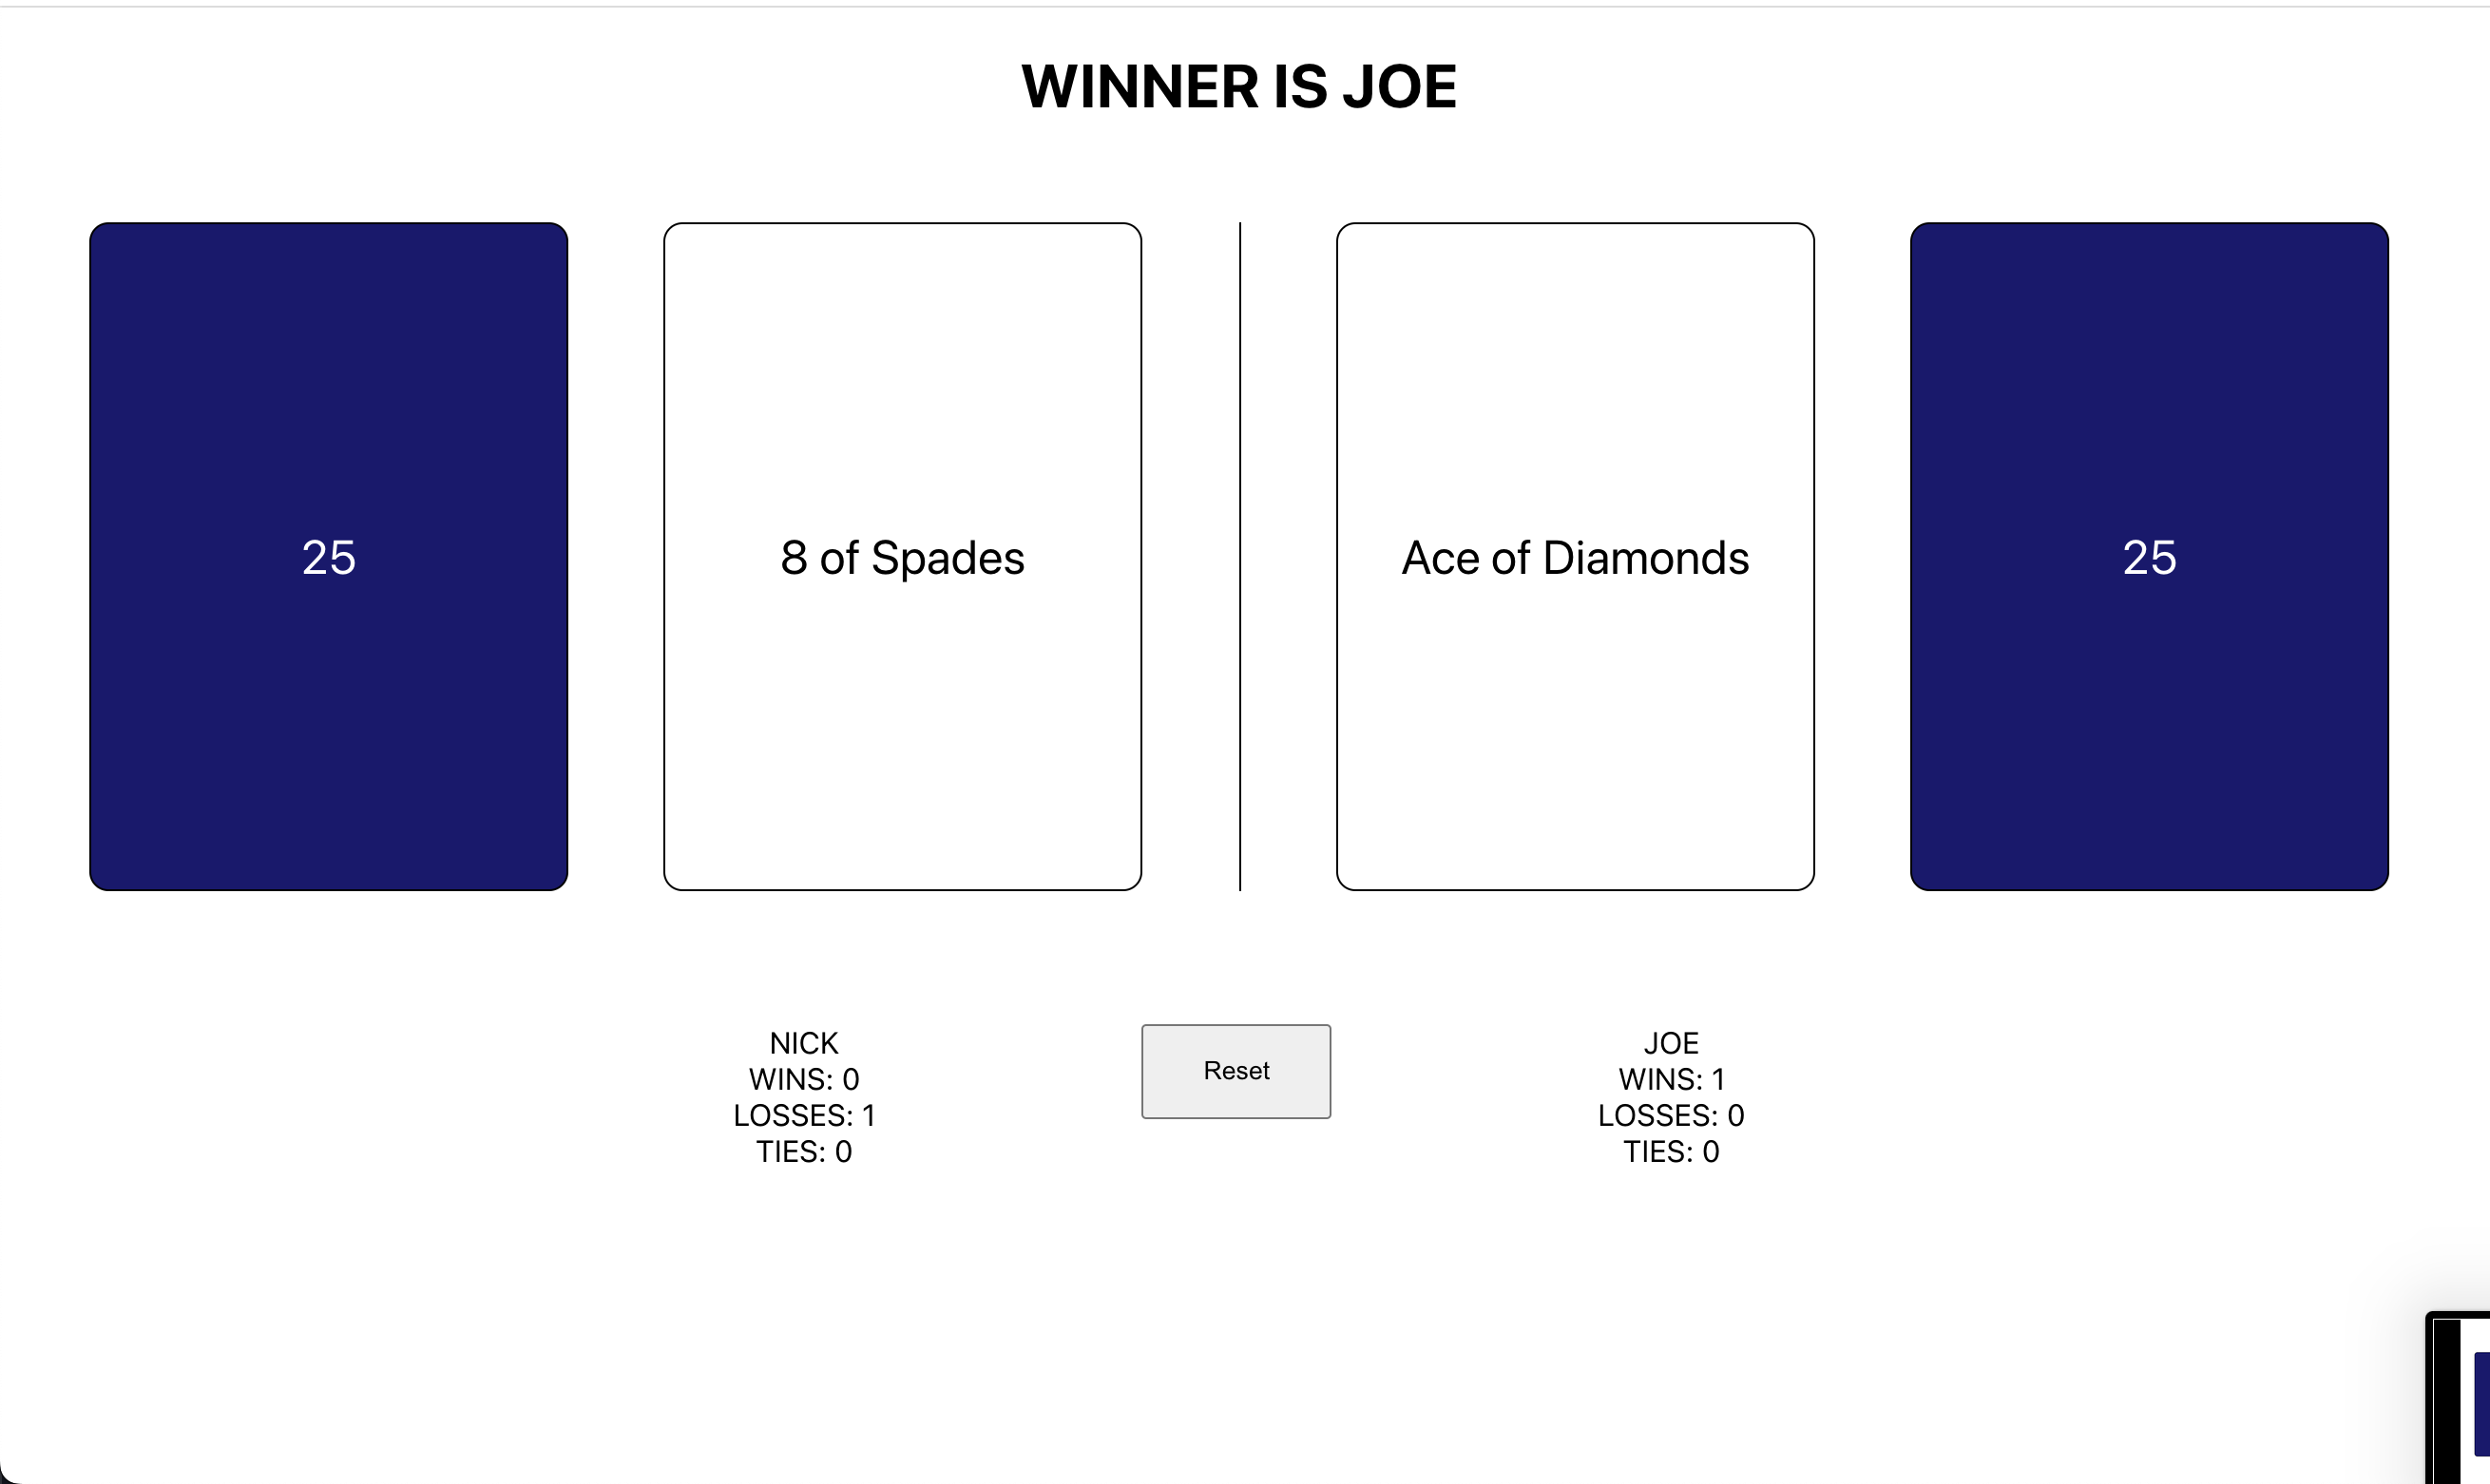 WINNER IS JOE
25
8 of Spades
Ace of Diamonds
25
NICK
WINS: 0
LOSSES: 1
TIES: 0
Reset
JOE
WINS: 1
LOSSES: 0
TIES: 0